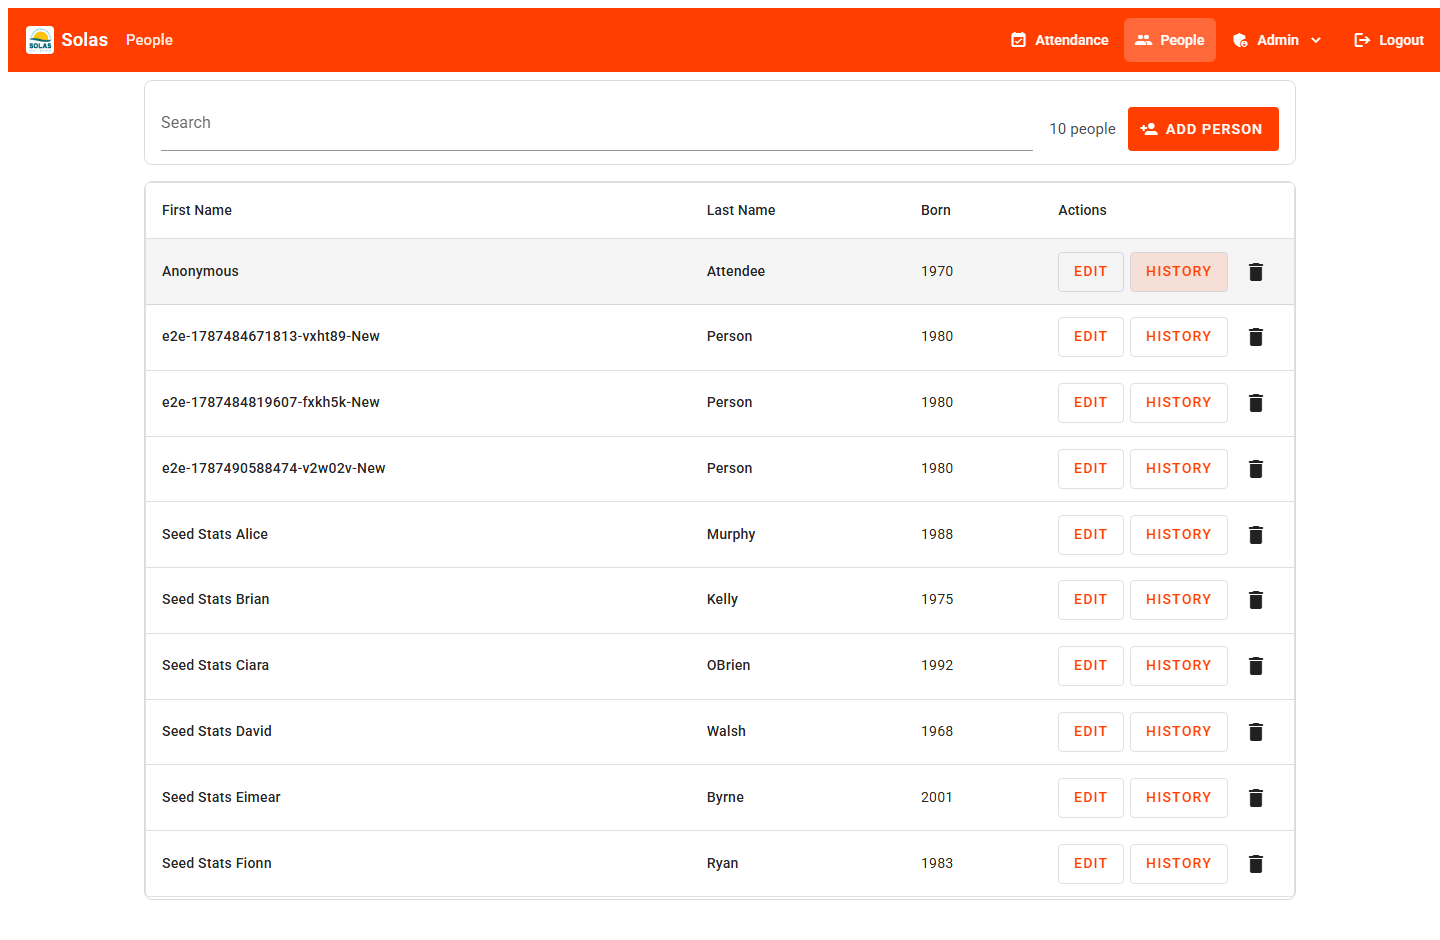 SOLAS Solas People Attendance People Admin Logout
Search 10 people ADD PERSON
First Name Last Name Born Actions
Anonymous Attendee 1970 EDIT HISTORY
e2e-1787484671813-vxht89-New Person 1980 EDIT HISTORY
e2e-1787484819607-fxkh5k-New Person 1980 EDIT HISTORY
e2e-1787490588474-v2w02v-New Person 1980 EDIT HISTORY
Seed Stats Alice Murphy 1988 EDIT HISTORY
Seed Stats Brian Kelly 1975 EDIT HISTORY
Seed Stats Ciara OBrien 1992 EDIT HISTORY
Seed Stats David Walsh 1968 EDIT HISTORY
Seed Stats Eimear Byrne 2001 EDIT HISTORY
Seed Stats Fionn Ryan 1983 EDIT HISTORY